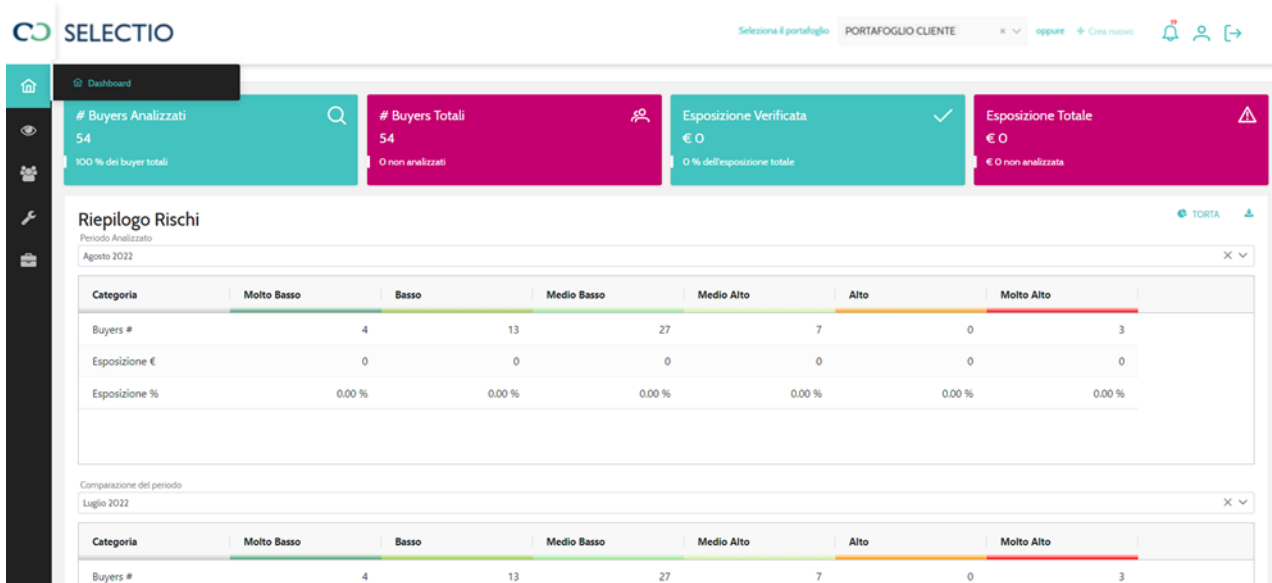 SELECTIO
Seleziona il portafoglio PORTAFOGLIO CLIENTE oppure + Crea nuovo
Dashboard
# Buyers Analizzati
54
100 % dei buyer totali
# Buyers Totali
54
0 non analizzati
Esposizione Verificata
€ 0
0 % dell'esposizione totale
Esposizione Totale
€ 0
€ 0 non analizzata
Riepilogo Rischi
TORTA
Periodo Analizzato
Agosto 2022
Categoria Molto Basso Basso Medio Basso Medio Alto Alto Molto Alto
Buyers # 4 13 27 7 0 3
Esposizione € 0 0 0 0 0 0
Esposizione % 0.00 % 0.00 % 0.00 % 0.00 % 0.00 % 0.00 %
Comparazione del periodo
Luglio 2022
Categoria Molto Basso Basso Medio Basso Medio Alto Alto Molto Alto
Buyers # 4 13 27 7 0 3